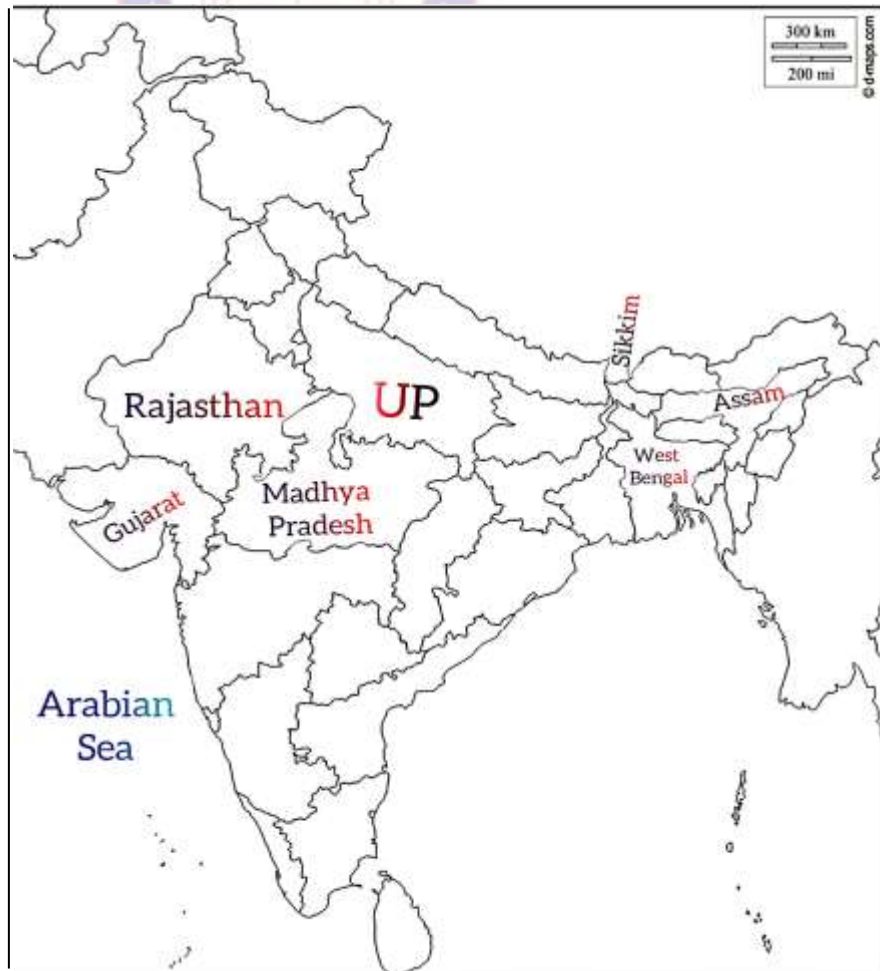 300 km
200 mi
© d-maps.com
Sikkim
Rajasthan
UP
Assam
West
Bengal
Gujarat
Madhya
Pradesh
Arabian
Sea